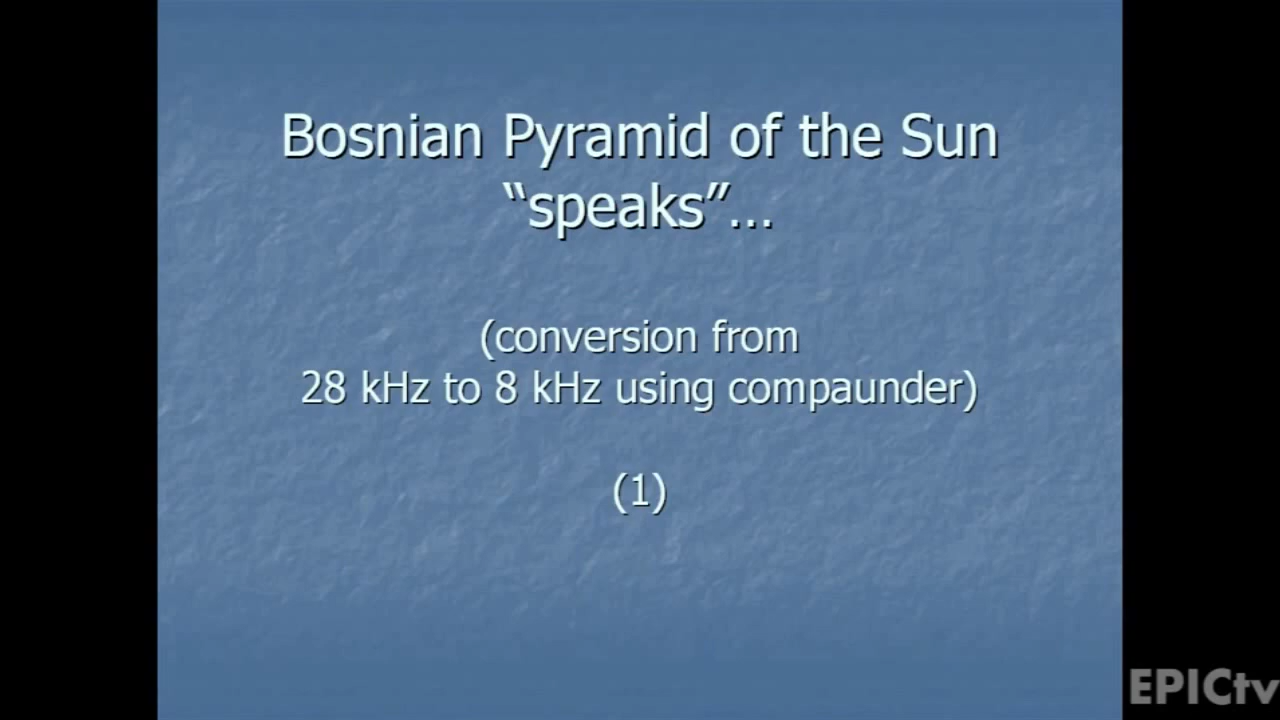 Bosnian Pyramid of the Sun
“speaks”…
(conversion from
28 kHz to 8 kHz using compaunder)
(1)
EPICtv